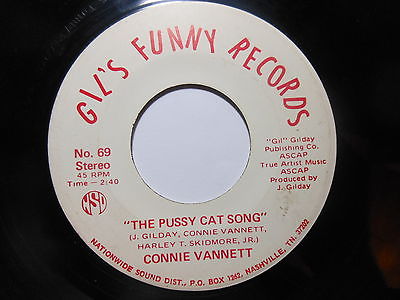 GIL'S FUNNY RECORDS
No. 69
Stereo
45 RPM
Time – 2:40
"Gil" Gilday
Publishing Co.
ASCAP
True Artist Music
ASCAP
Produced by
J. Gilday
NSD
"THE PUSSY CAT SONG"
(J. GILDAY, CONNIE VANNETT,
HARLEY T. SKIDMORE, JR.)
CONNIE VANNETT
NATIONWIDE SOUND DIST., P.O. BOX 1262, NASHVILLE, TN. 37202